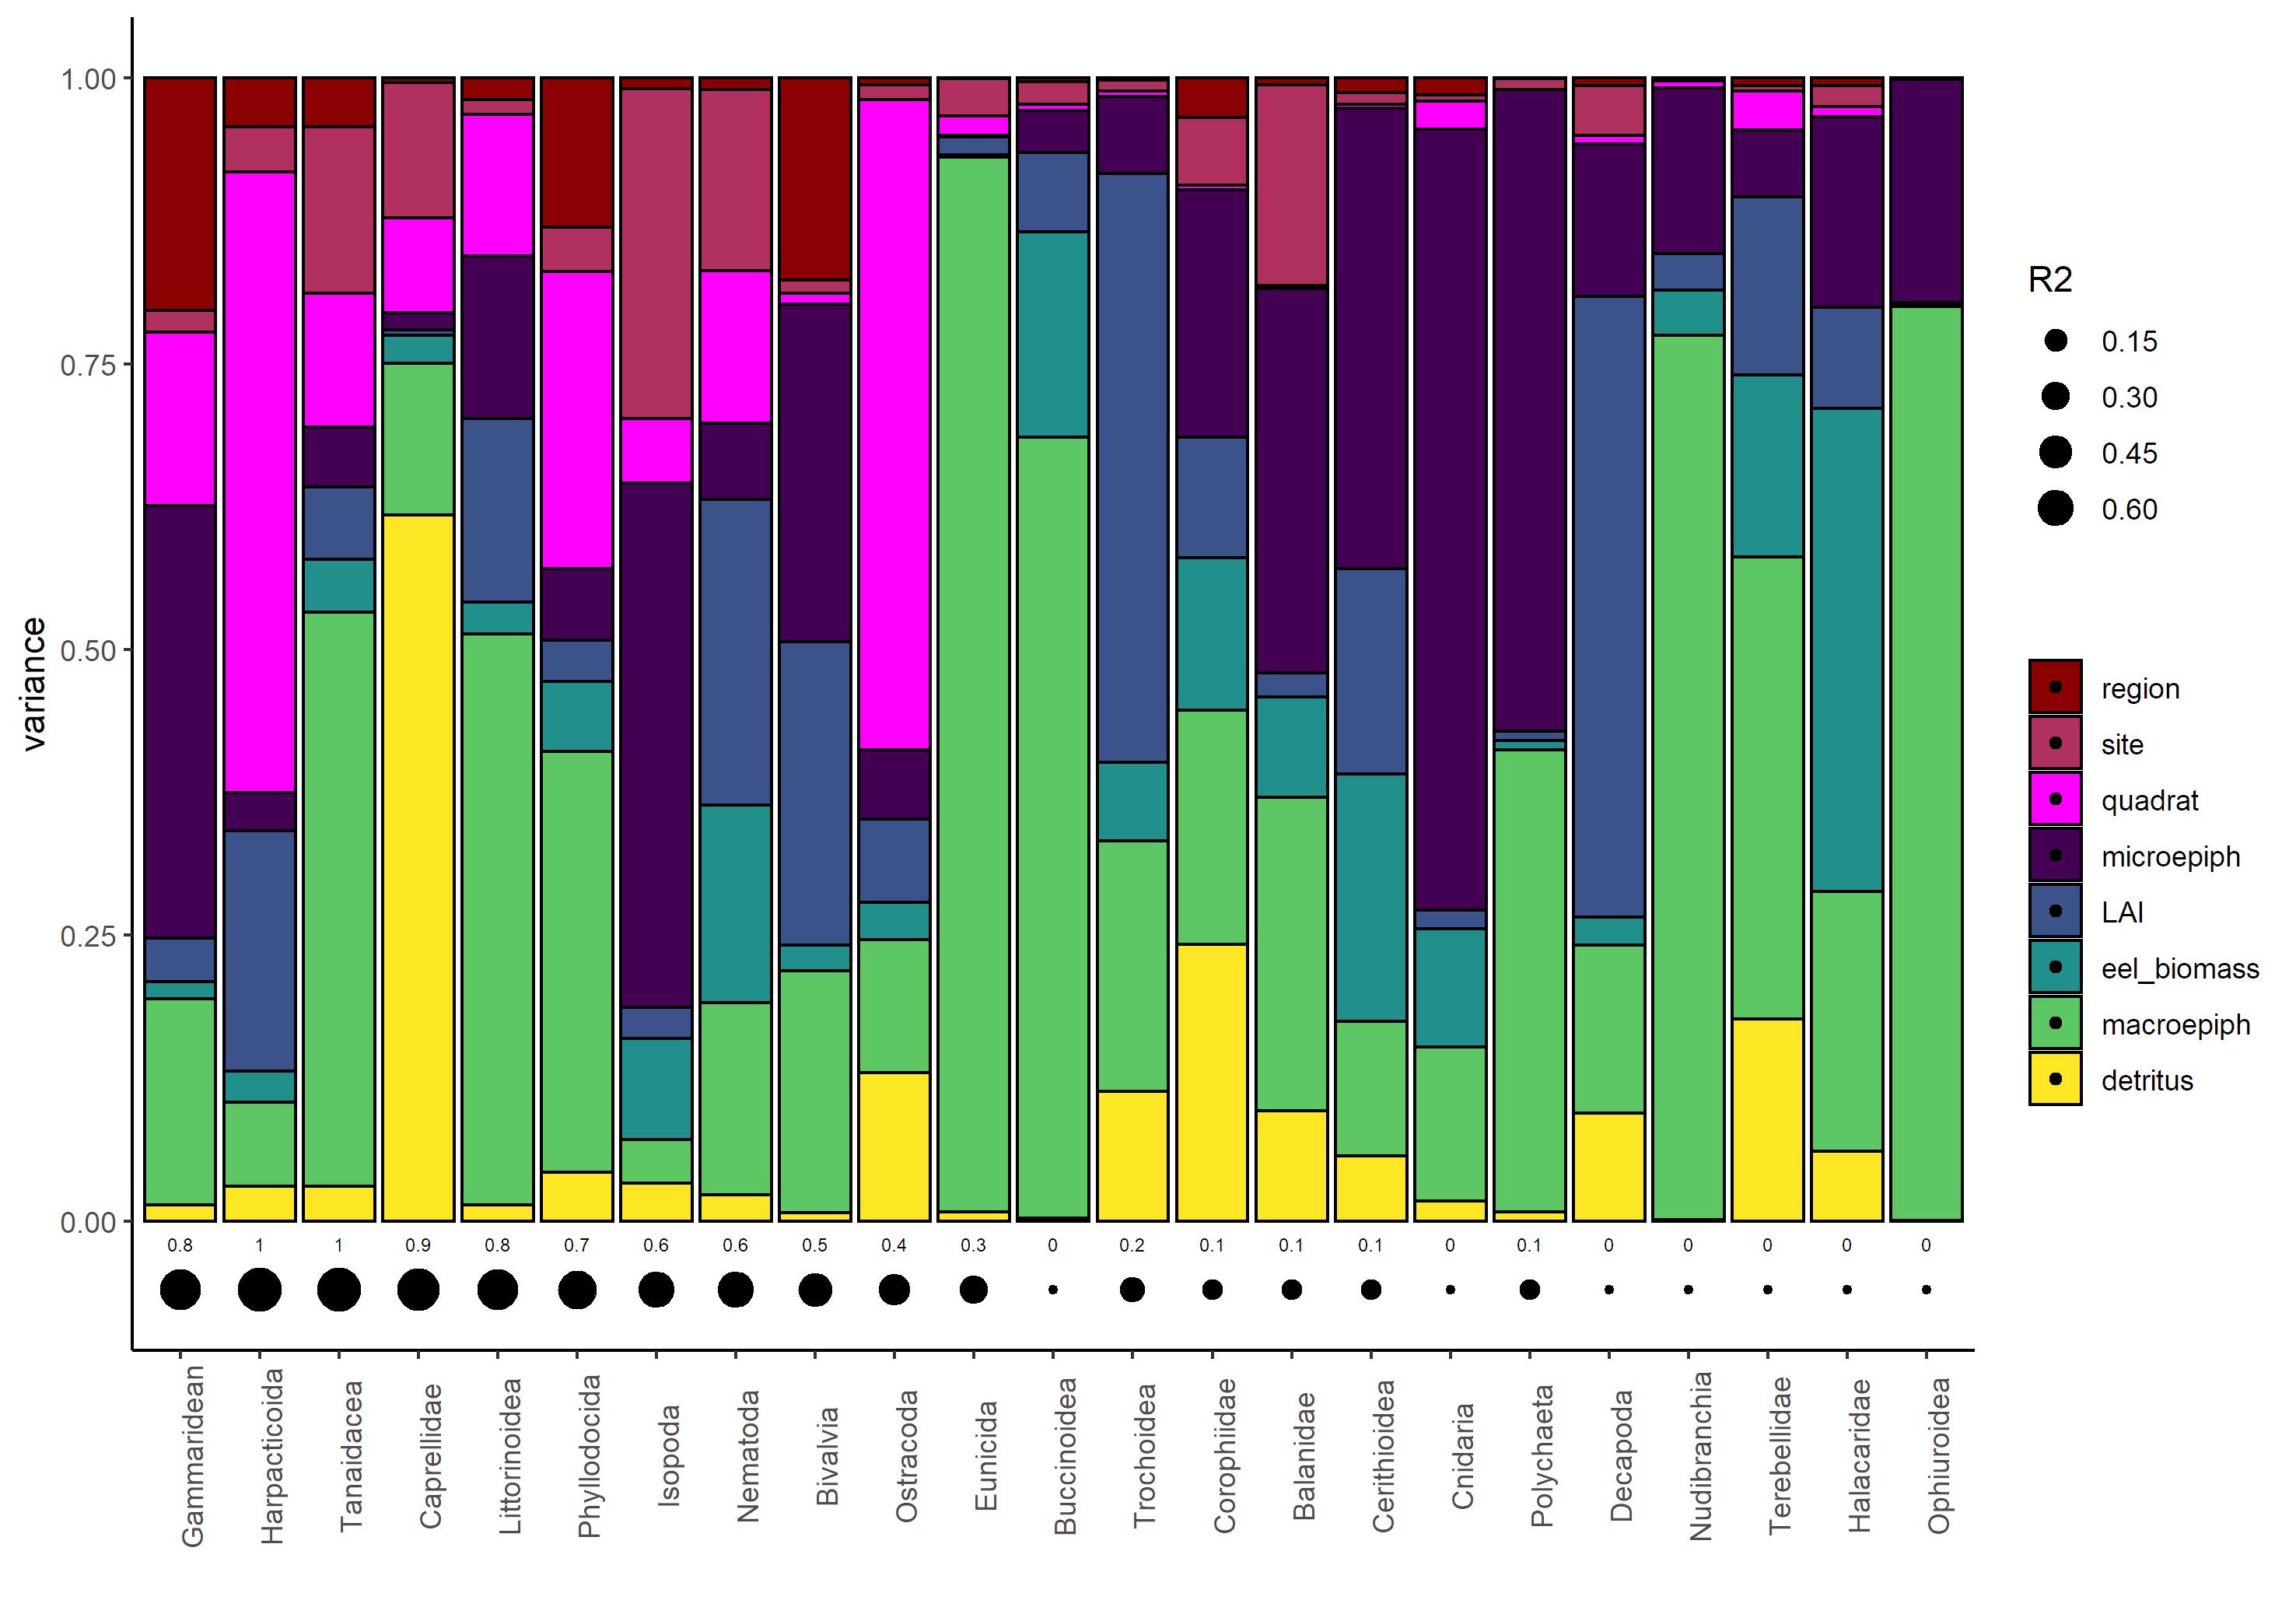 variance
1.00
0.75
0.50
0.25
0.00
0.8 1 1 0.9 0.8 0.7 0.6 0.6 0.5 0.4 0.3 0 0.2 0.1 0.1 0.1 0 0.1 0 0 0 0 0
Gammaridean
Harpacticoida
Tanaidacea
Caprellidae
Littorinoidea
Phyllodocida
Isopoda
Nematoda
Bivalvia
Ostracoda
Eunicida
Buccinoidea
Trochoidea
Corophiidae
Balanidae
Cerithioidea
Cnidaria
Polychaeta
Decapoda
Nudibranchia
Terebellidae
Halacaridae
Ophiuroidea
R2
0.15
0.30
0.45
0.60
region
site
quadrat
microepiph
LAI
eel_biomass
macroepiph
detritus